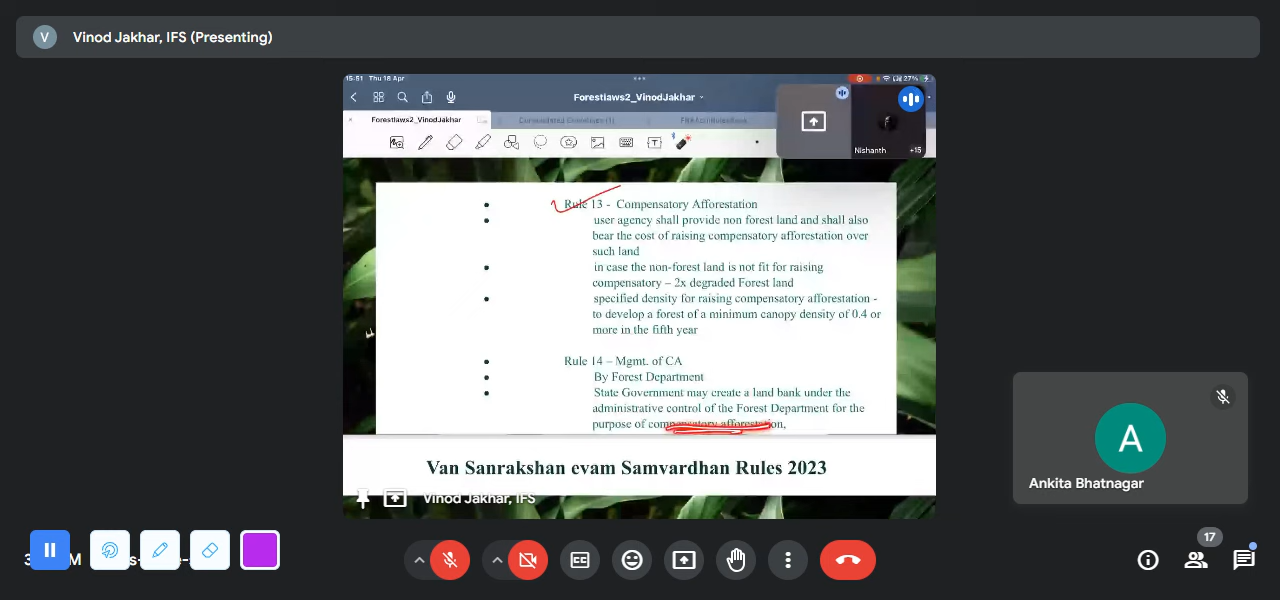 V
Vinod Jakhar, IFS (Presenting)
15:51 Thu 18 Apr
27%
Forestlaws2_VinodJakhar
Forestlaws2_VinodJakhar
T
Nishanth
+15
Rule 13 - Compensatory Afforestation
user agency shall provide non forest land and shall also
bear the cost of raising compensatory afforestation over
such land
in case the non-forest land is not fit for raising
compensatory – 2x degraded Forest land
specified density for raising compensatory afforestation -
to develop a forest of a minimum canopy density of 0.4 or
more in the fifth year
Rule 14 – Mgmt. of CA
By Forest Department
State Government may create a land bank under the
administrative control of the Forest Department for the
purpose of compensatory afforestation,
Van Sanrakshan evam Samvardhan Rules 2023
Vinod Jakhar, IFS
A
Ankita Bhatnagar
17